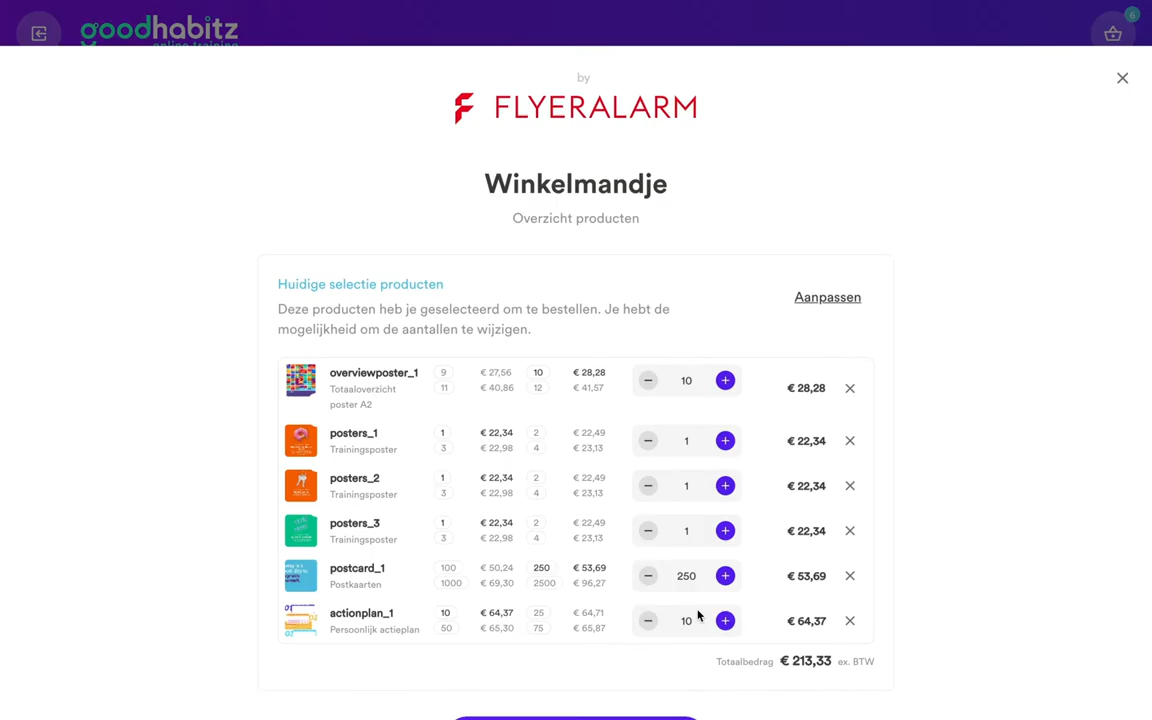 goodhabitz
online training
6
by
FLYERALARM
Winkelmandje
Overzicht producten
Huidige selectie producten
Aanpassen
Deze producten heb je geselecteerd om te bestellen. Je hebt de
mogelijkheid om de aantallen te wijzigen.
overviewposter_1 9 € 27,56 10 € 28,28
Totaaloverzicht 11 € 40,86 12 € 41,57
poster A2
10 € 28,28
posters_1 1 € 22,34 2 € 22,49
Trainingsposter 3 € 22,98 4 € 23,13
1 € 22,34
posters_2 1 € 22,34 2 € 22,49
Trainingsposter 3 € 22,98 4 € 23,13
1 € 22,34
posters_3 1 € 22,34 2 € 22,49
Trainingsposter 3 € 22,98 4 € 23,13
1 € 22,34
postcard_1 100 € 50,24 250 € 53,69
Postkaarten 1000 € 69,30 2500 € 96,27
250 € 53,69
actionplan_1 10 € 64,37 25 € 64,71
Persoonlijk actieplan 50 € 65,30 75 € 65,87
10 € 64,37
Totaalbedrag € 213,33 ex. BTW